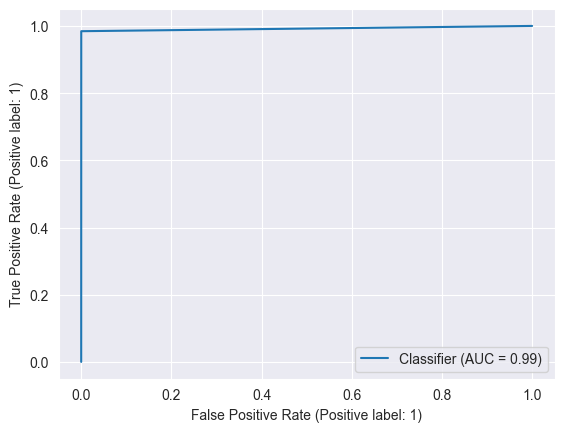 1.0
0.8
0.6
0.4
0.2
0.0
True Positive Rate (Positive label: 1)
Classifier (AUC = 0.99)
0.0 0.2 0.4 0.6 0.8 1.0
False Positive Rate (Positive label: 1)